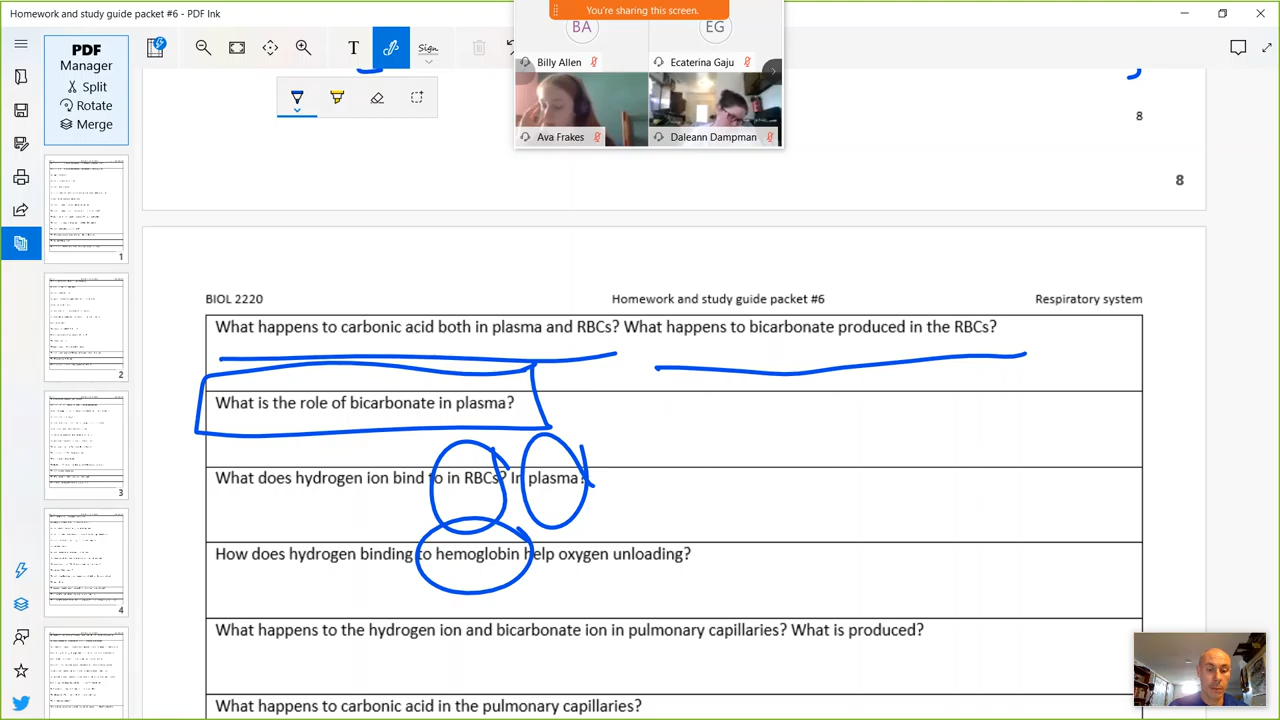 Homework and study guide packet #6 - PDF Ink
You're sharing this screen.
PDF
Manager
Split
Rotate
Merge
T
Sign
BA
EG
Billy Allen
Ecaterina Gaju
Ava Frakes
Daleann Dampman
8
8
1
2
3
4
BIOL 2220
Homework and study guide packet #6
Respiratory system
What happens to carbonic acid both in plasma and RBCs? What happens to bicarbonate produced in the RBCs?
What is the role of bicarbonate in plasma?
What does hydrogen ion bind to in RBCs? In plasma?
How does hydrogen binding to hemoglobin help oxygen unloading?
What happens to the hydrogen ion and bicarbonate ion in pulmonary capillaries? What is produced?
What happens to carbonic acid in the pulmonary capillaries?